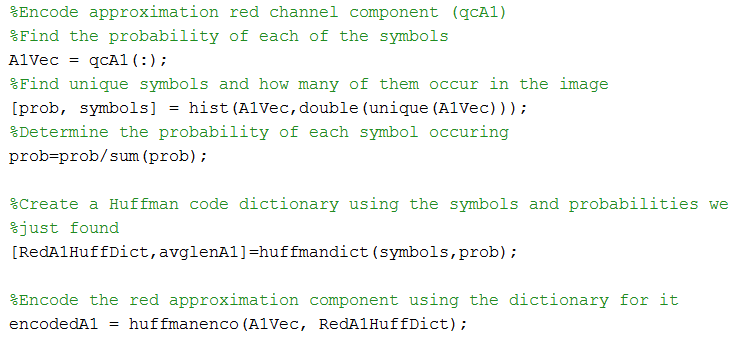 %Encode approximation red channel component (qcA1)
%Find the probability of each of the symbols
A1Vec = qcA1(:);
%Find unique symbols and how many of them occur in the image
[prob, symbols] = hist(A1Vec,double(unique(A1Vec)));
%Determine the probability of each symbol occuring
prob=prob/sum(prob);
%Create a Huffman code dictionary using the symbols and probabilities we
%just found
[RedA1HuffDict,avglenA1]=huffmandict(symbols,prob);
%Encode the red approximation component using the dictionary for it
encodedA1 = huffmanenco(A1Vec, RedA1HuffDict);